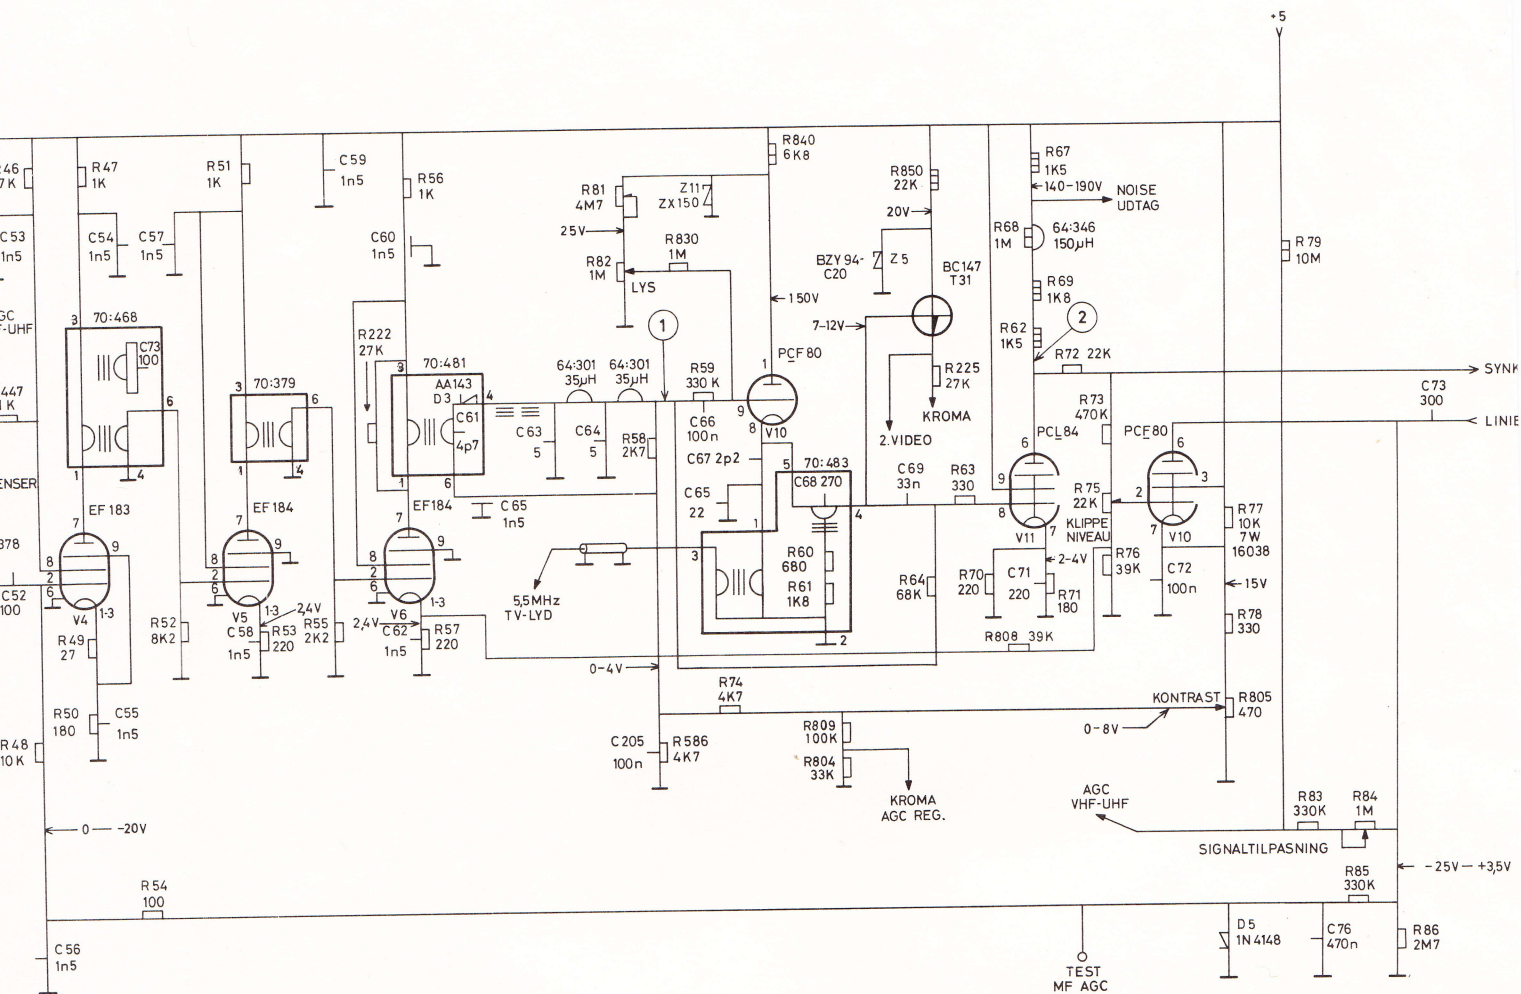 +5
R46
7K
R47
1K
R51
1K
C59
1n5
R56
1K
R81
4M7
Z11
ZX150
R840
6K8
R850
22K
R67
1K5
140-190V
NOISE
UDTAG
C53
1n5
C54
1n5
C57
1n5
C60
1n5
25V
R82
1M
LYS
R830
1M
20V
BZY 94-
C20
Z5
BC147
T31
R68
1M
64:346
150µH
R69
1K8
R79
10M
AGC
F-UHF
3
70:468
C73
100
R222
27K
1
150V
7-12V
R62
1K5
2
R72 22K
SYNK
447
1K
6
1
4
3
70:379
6
1
4
3
70:481
AA143
D3
4
C61
4p7
1
6
64:301
35µH
64:301
35µH
C63
5
C64
5
R58
2K7
R59
330K
C66
100n
PCF80
1
9
8
V10
R225
27K
KROMA
2.VIDEO
R73
470K
C73
300
LINIE
ENSER
C67 2p2
C65
22
5
70:483
C68 270
C69
33n
4
R63
330
PCL84
6
9
8
7
V11
R75
22K
KLIPPE
NIVEAU
PCF80
6
2
3
7
V10
R77
10K
7W
16038
EF183
7
9
8
2
6
V4
1-3
EF184
7
9
8
2
6
V5
1-3
EF184
7
9
8
2
6
V6
1-3
C65
1n5
378
C52
100
5,5MHz
TV-LYD
3
1
R60
680
R61
1K8
2
R64
68K
R70
220
C71
220
2-4V
R71
180
R76
39K
C72
100n
15V
R78
330
R49
27
R52
8K2
C58
1n5
2,4V
R53
220
R55
2K2
2,4V
C62
1n5
R57
220
R808 39K
0-4V
R74
4K7
KONTRAST
R805
470
0-8V
R50
180
C55
1n5
R48
10K
C205
100n
R586
4K7
R809
100K
R804
33K
KROMA
AGC REG.
AGC
VHF-UHF
R83
330K
R84
1M
SIGNALTILPASNING
0 — -20V
-25V — +3,5V
R54
100
R85
330K
C56
1n5
TEST
MF AGC
D5
1N4148
C76
470n
R86
2M7